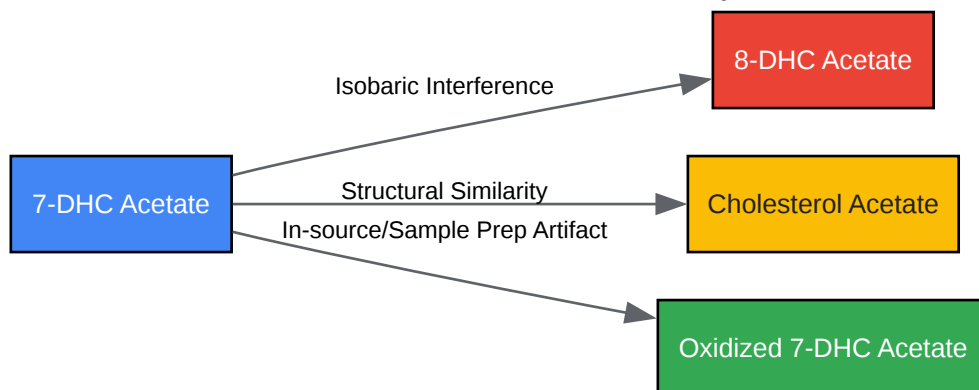 8-DHC Acetate
Isobaric Interference
7-DHC Acetate
Structural Similarity
Cholesterol Acetate
In-source/Sample Prep Artifact
Oxidized 7-DHC Acetate